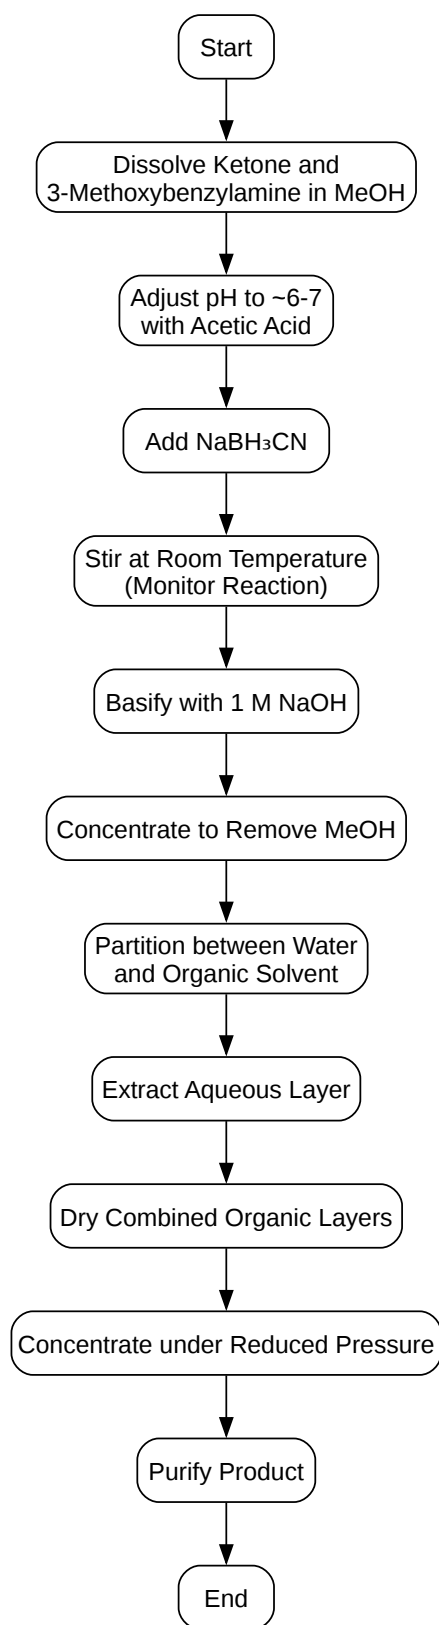 Start
Dissolve Ketone and
3-Methoxybenzylamine in MeOH
Adjust pH to ~6-7
with Acetic Acid
Add NaBH₃CN
Stir at Room Temperature
(Monitor Reaction)
Basify with 1 M NaOH
Concentrate to Remove MeOH
Partition between Water
and Organic Solvent
Extract Aqueous Layer
Dry Combined Organic Layers
Concentrate under Reduced Pressure
Purify Product
End